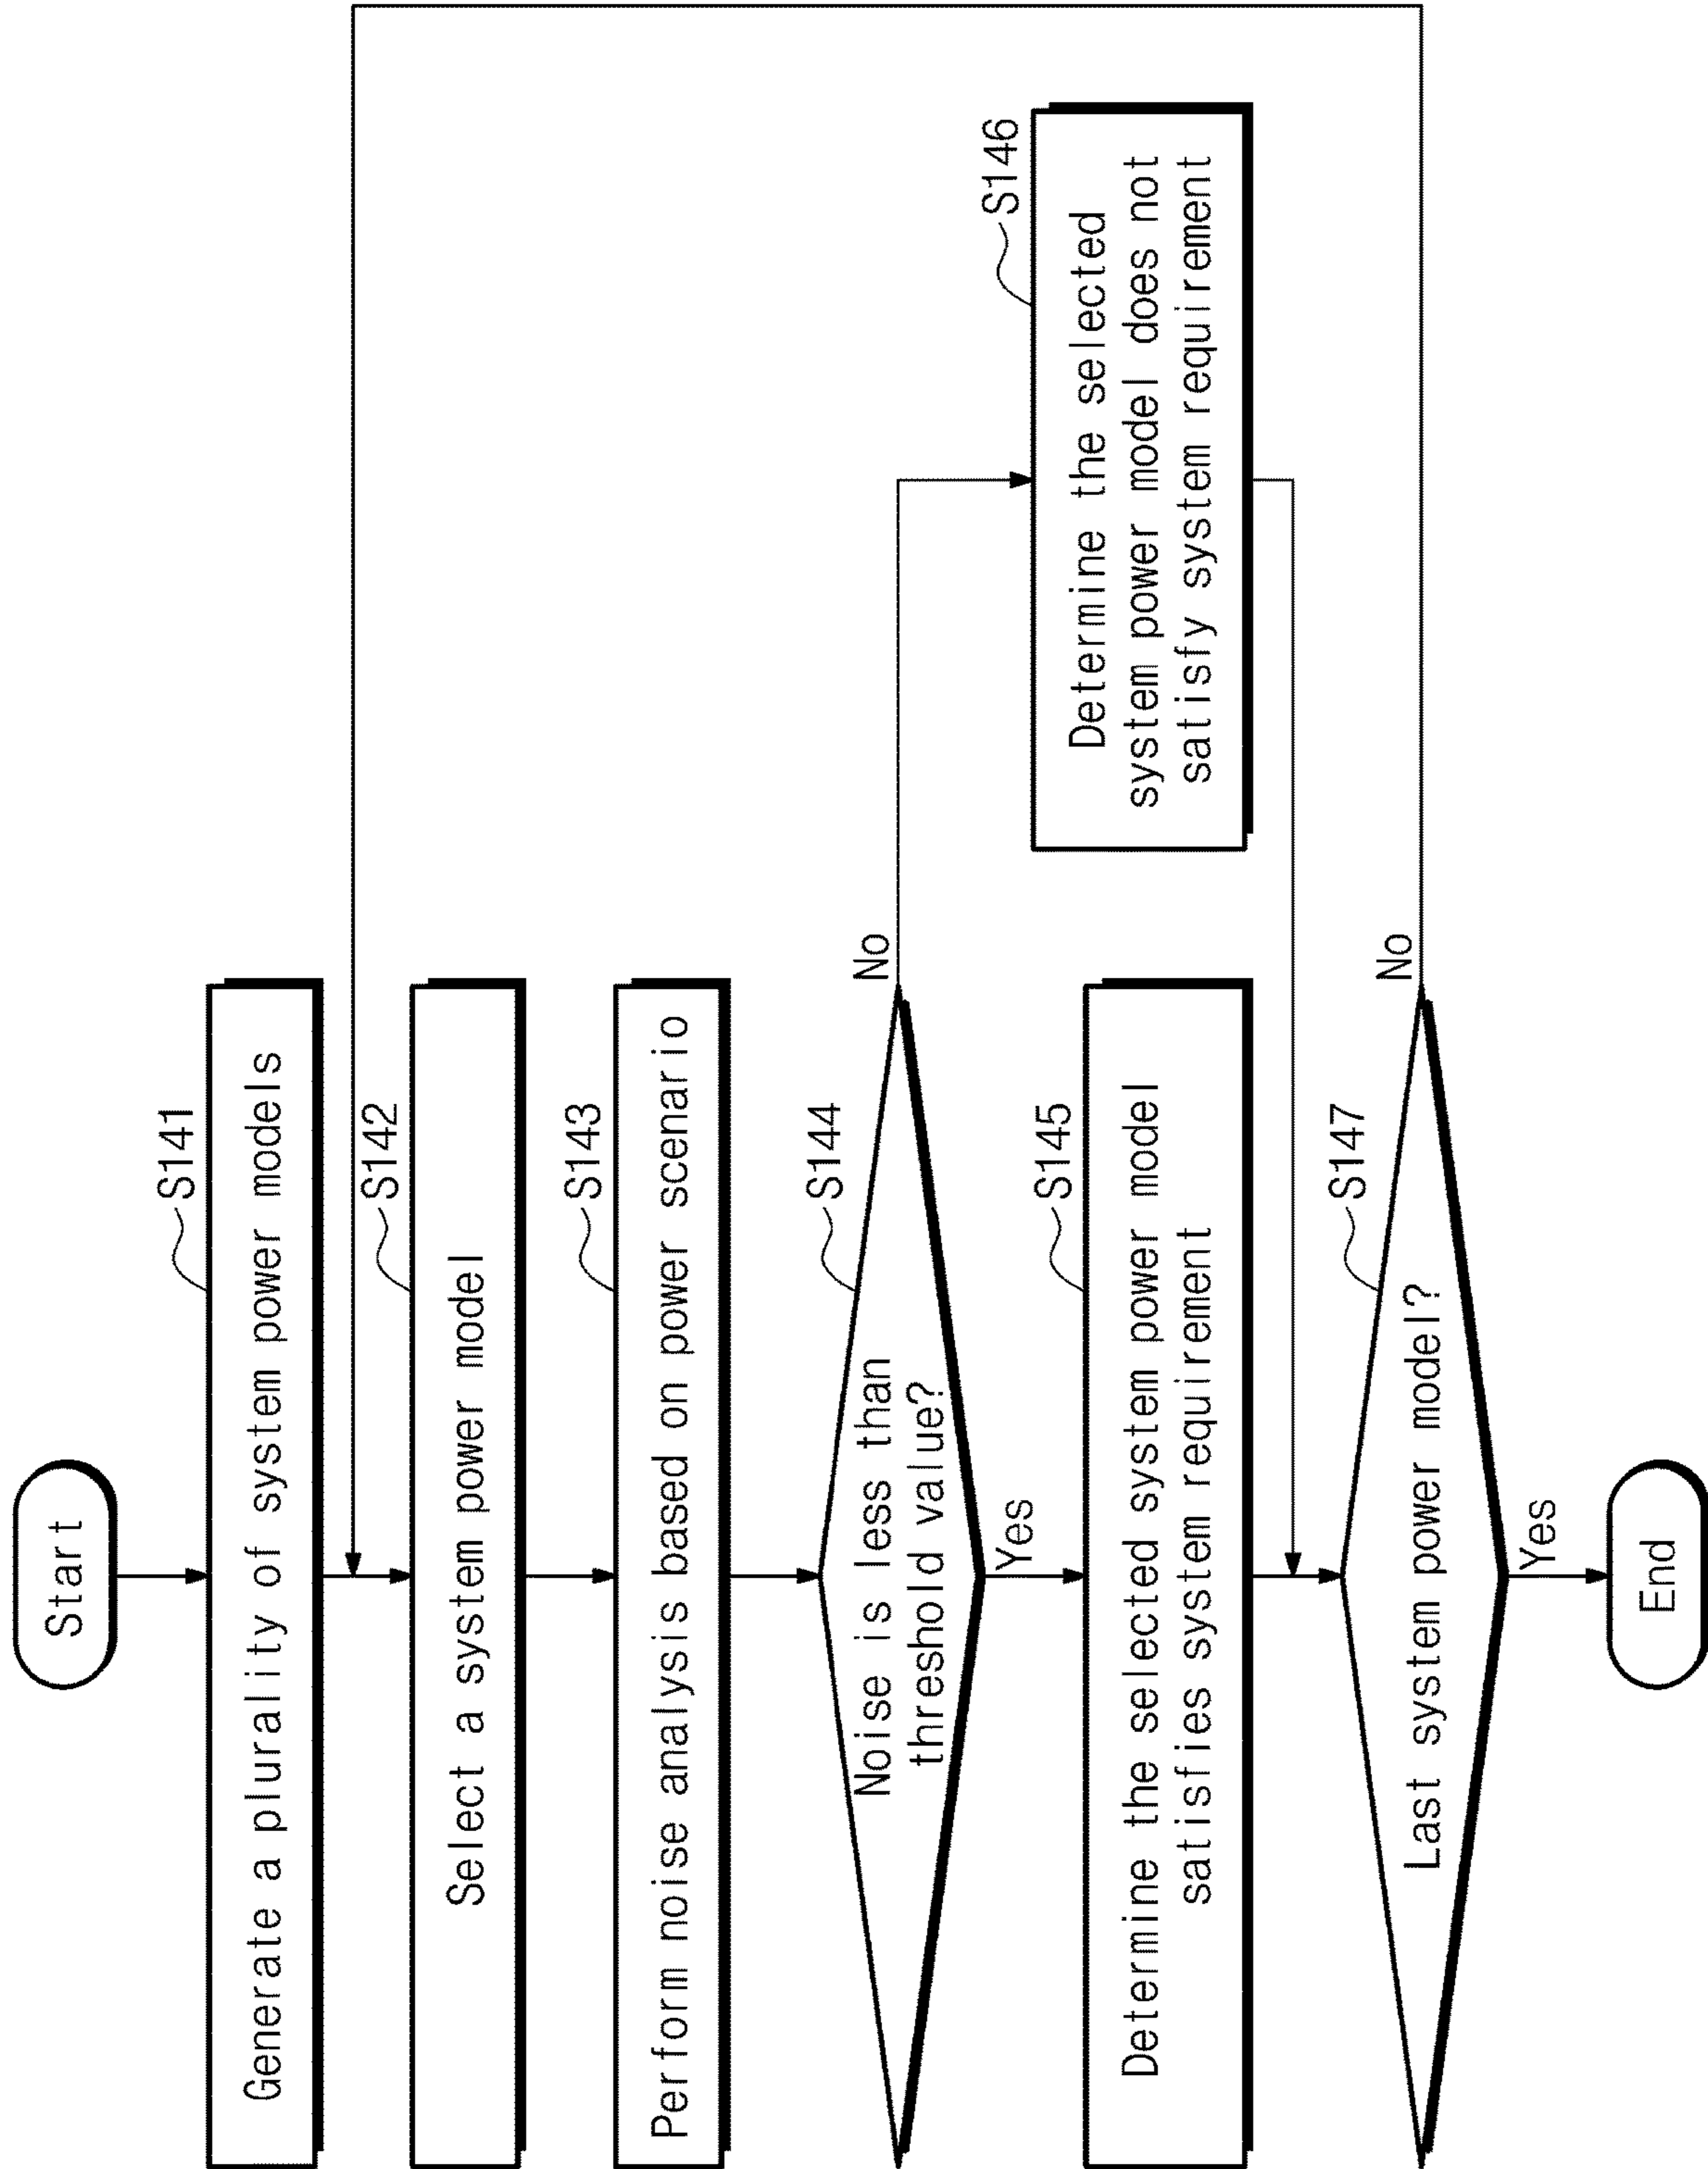 Start
S141
Generate a plurality of system power models
S142
Select a system power model
S143
Perform noise analysis based on power scenario
S144
Noise is less than
threshold value?
No
Yes
S146
Determine the selected
system power model does not
satisfy system requirement
S145
Determine the selected system power model
satisfies system requirement
S147
Last system power model?
No
Yes
End